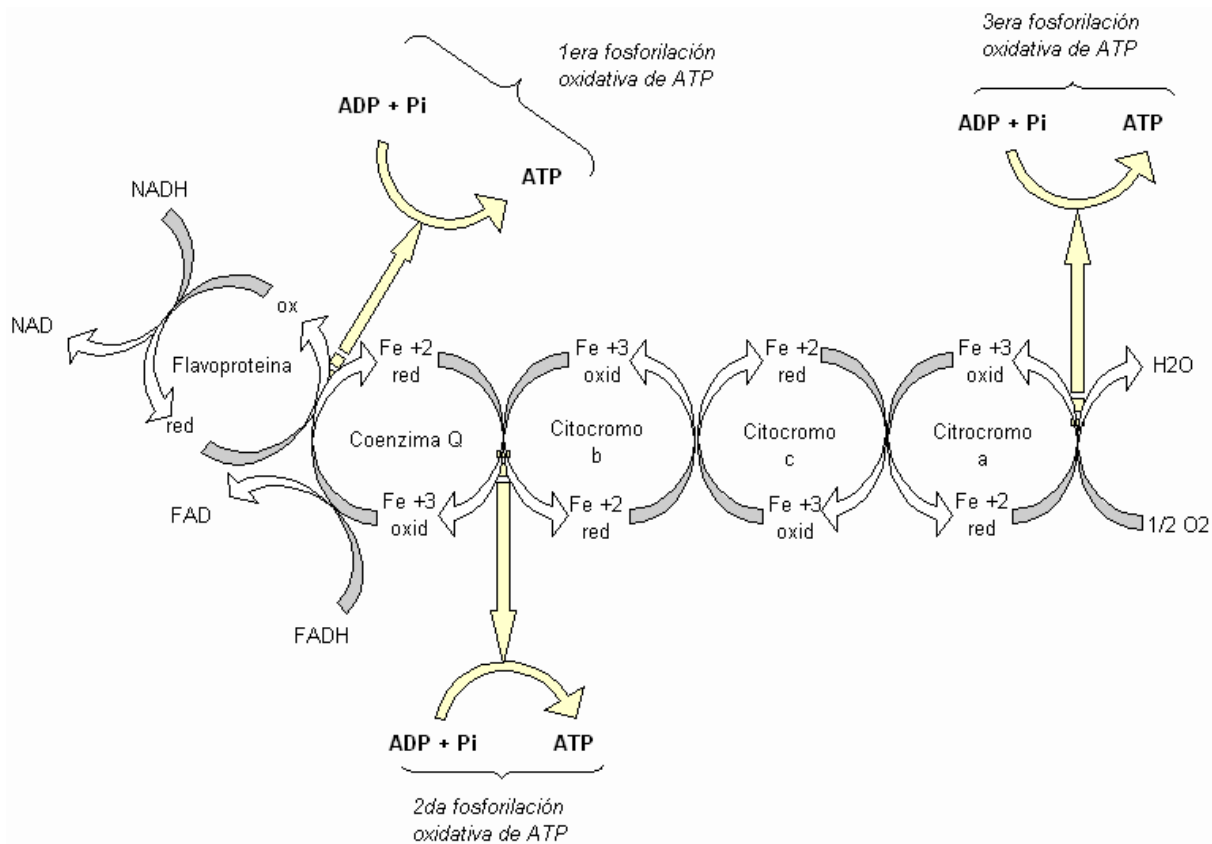 1era fosforilación
oxidativa de ATP
3era fosforilación
oxidativa de ATP
ADP + Pi
ATP
ADP + Pi
ATP
NADH
NAD
ox
Flavoproteina
red
FAD
FADH
Fe +2
red
Coenzima Q
Fe +3
oxid
Fe +3
oxid
Citocromo
b
Fe +2
red
Fe +2
red
Citocromo
c
Fe +3
oxid
Fe +3
oxid
Citrocromo
a
Fe +2
red
H2O
1/2 O2
ADP + Pi
ATP
2da fosforilación
oxidativa de ATP